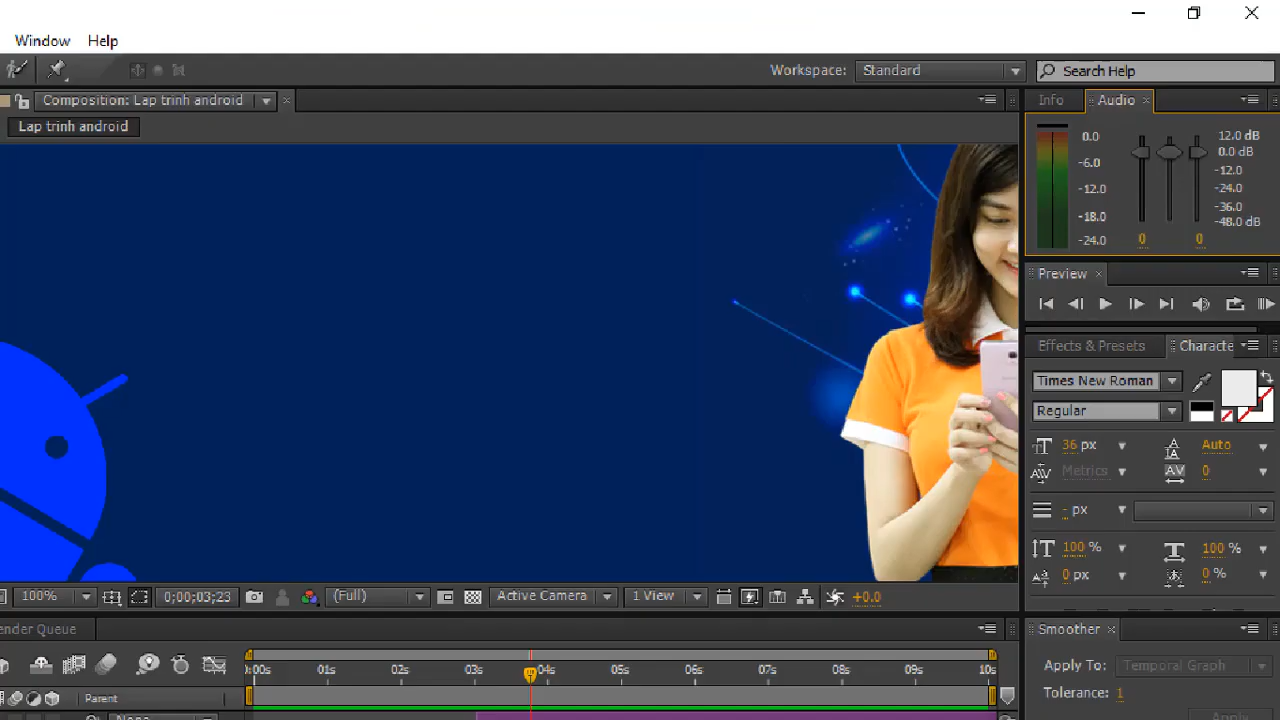 Window Help
Workspace: Standard Search Help
Composition: Lap trinh android
Info Audio
Lap trinh android
0.0 12.0 dB
0.0 dB
-6.0 -12.0
-12.0 -24.0
-18.0 -36.0
-48.0 dB
-24.0 0 0
Preview
Effects & Presets Characte
Times New Roman
Regular
36 px Auto
Metrics 0
- px
100 % 100 %
0 px 0 %
100% 0;00;03;23 (Full) Active Camera 1 View +0.0
ender Queue
Smoother
:00s 01s 02s 03s 04s 05s 06s 07s 08s 09s 10s
Apply To: Temporal Graph
Parent
Tolerance: 1
None
Apply